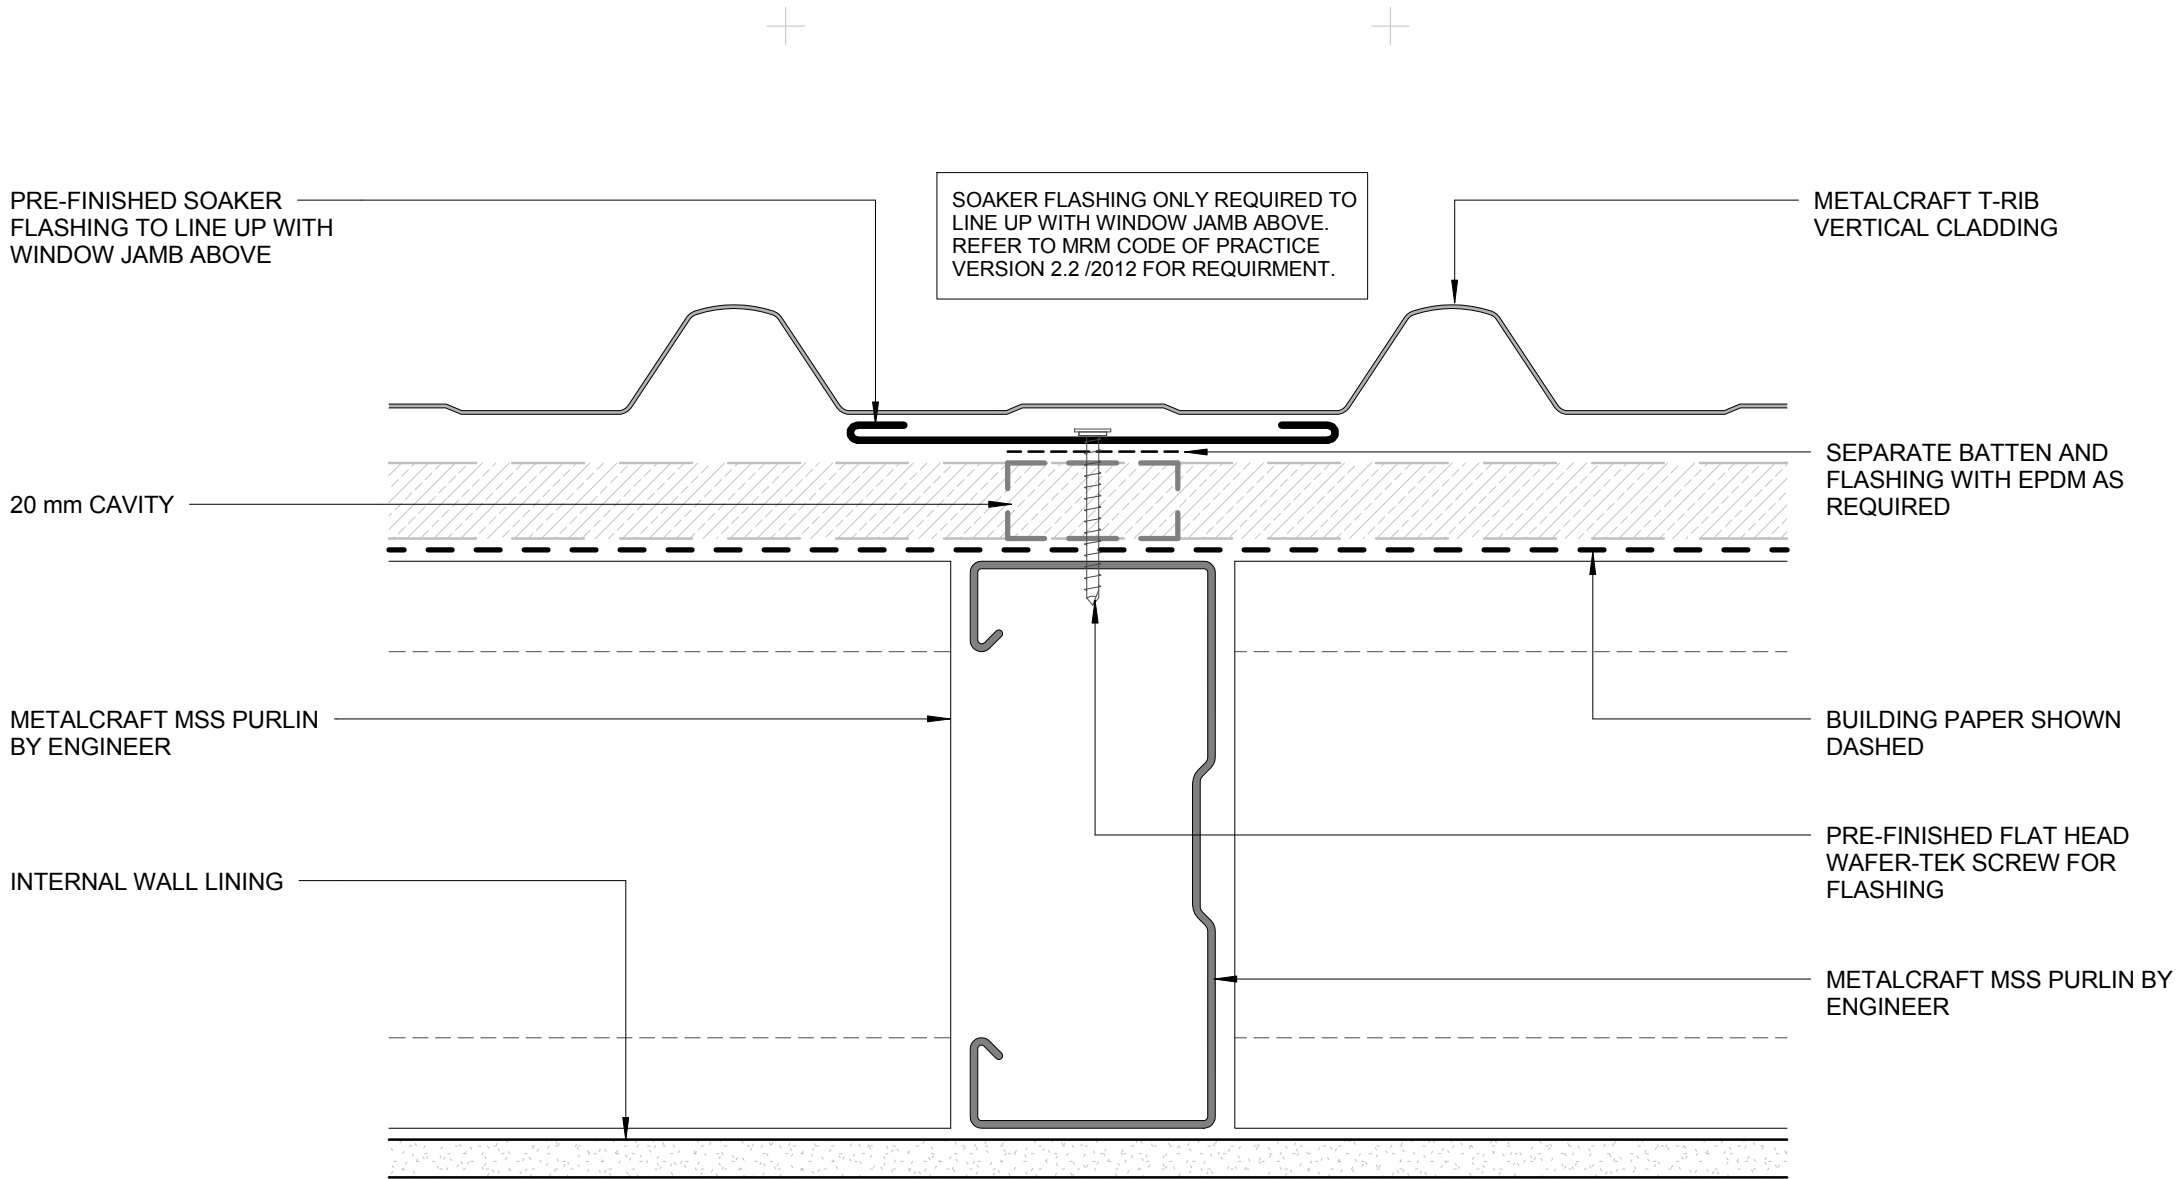 PRE-FINISHED SOAKER
FLASHING TO LINE UP WITH
WINDOW JAMB ABOVE
SOAKER FLASHING ONLY REQUIRED TO
LINE UP WITH WINDOW JAMB ABOVE.
REFER TO MRM CODE OF PRACTICE
VERSION 2.2 /2012 FOR REQUIRMENT.
METALCRAFT T-RIB
VERTICAL CLADDING
20 mm CAVITY
SEPARATE BATTEN AND
FLASHING WITH EPDM AS
REQUIRED
METALCRAFT MSS PURLIN
BY ENGINEER
BUILDING PAPER SHOWN
DASHED
INTERNAL WALL LINING
PRE-FINISHED FLAT HEAD
WAFER-TEK SCREW FOR
FLASHING
METALCRAFT MSS PURLIN BY
ENGINEER